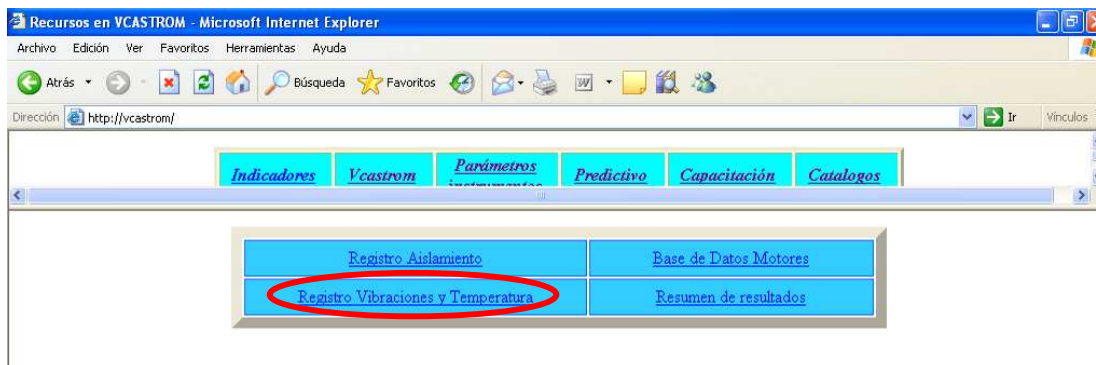 Recursos en VCASTROM - Microsoft Internet Explorer
Archivo Edición Ver Favoritos Herramientas Ayuda
Atrás Búsqueda Favoritos
Dirección http://vcastrom/ Ir Vínculos
Indicadores Vcastrom Parámetros Predictivo Capacitación Catalogos
Registro Aislamiento Base de Datos Motores
Registro Vibraciones y Temperatura Resumen de resultados